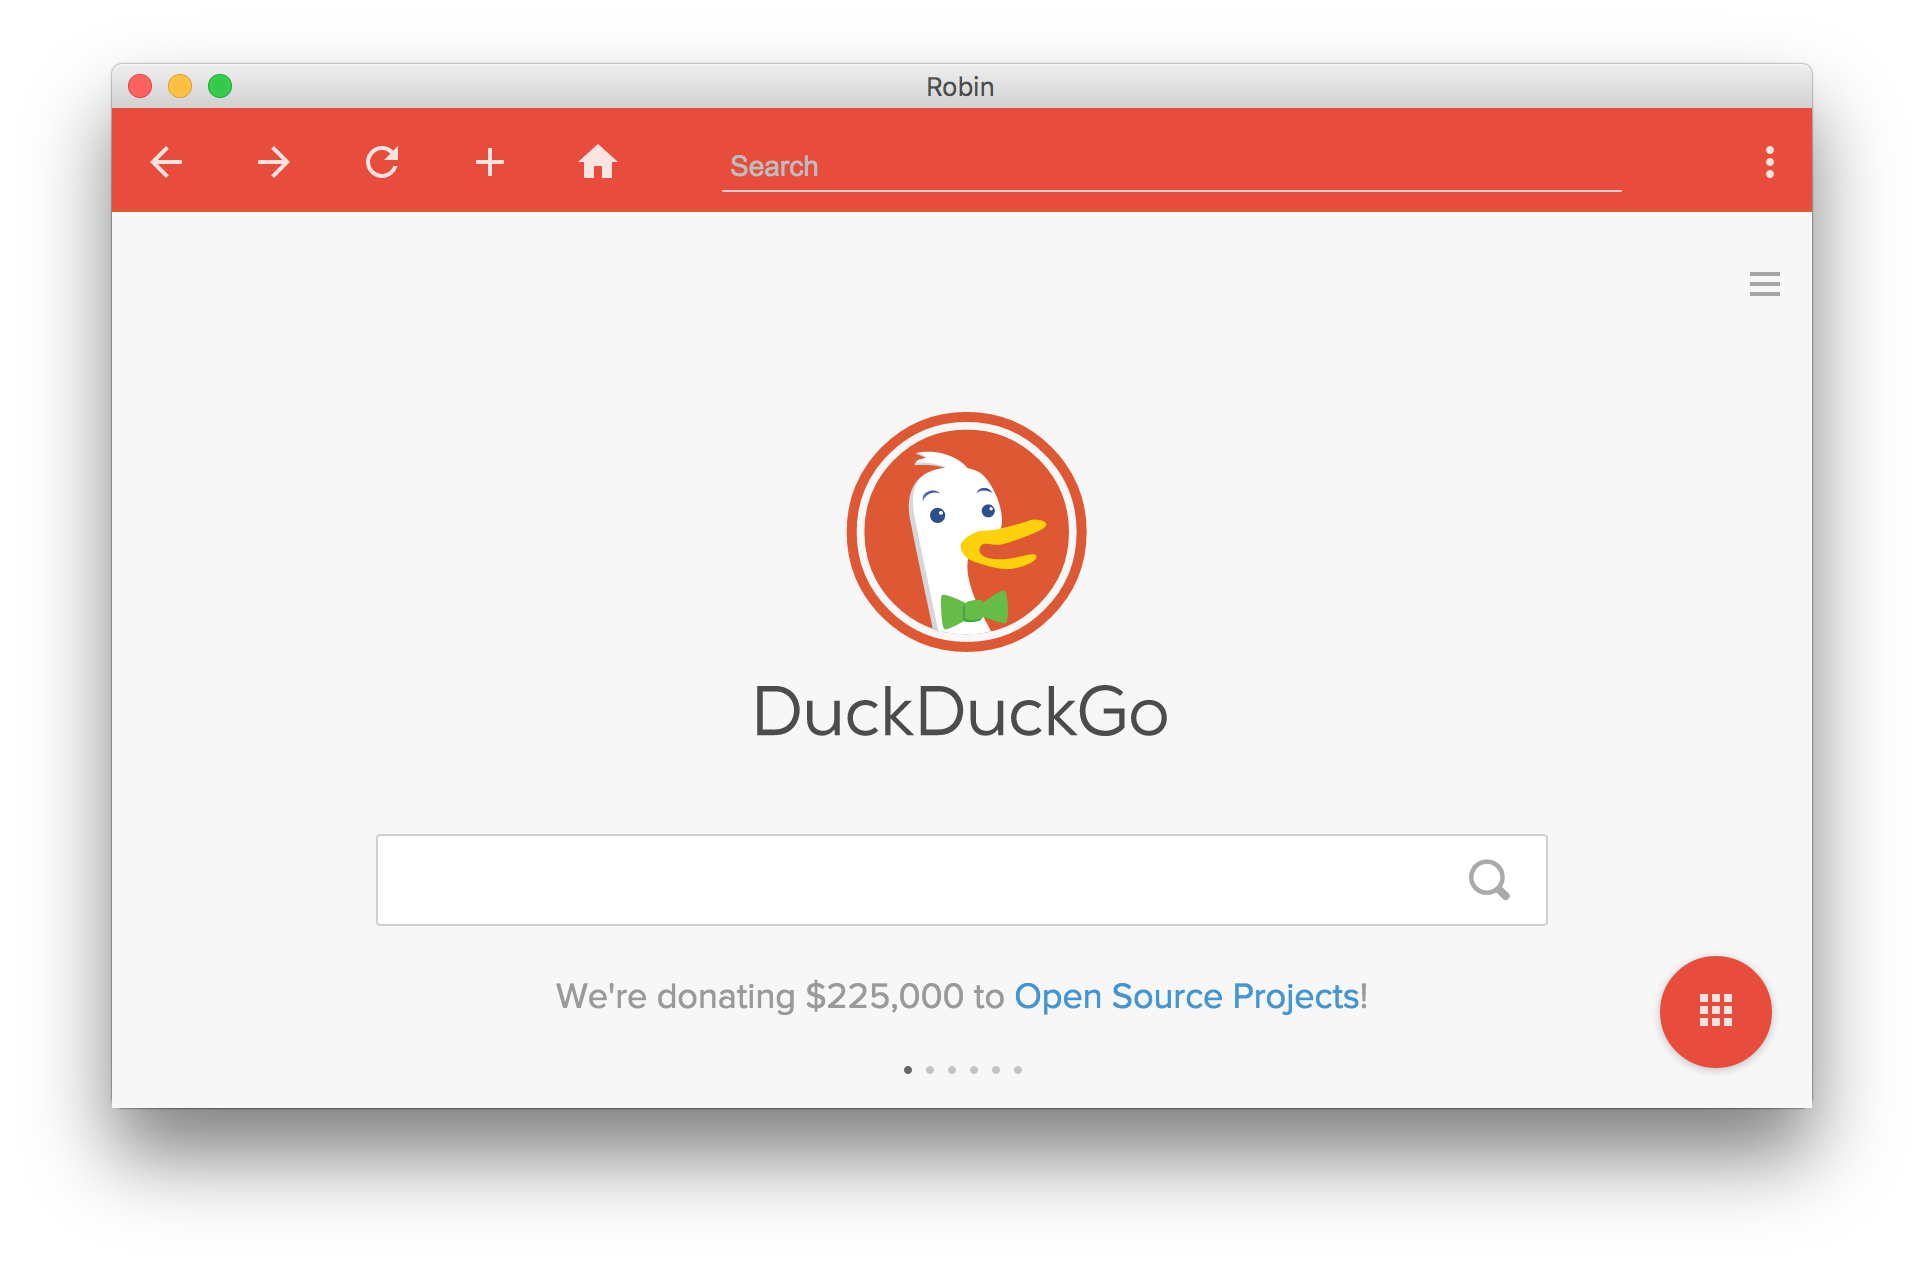 Robin
Search
DuckDuckGo
We're donating $225,000 to Open Source Projects!